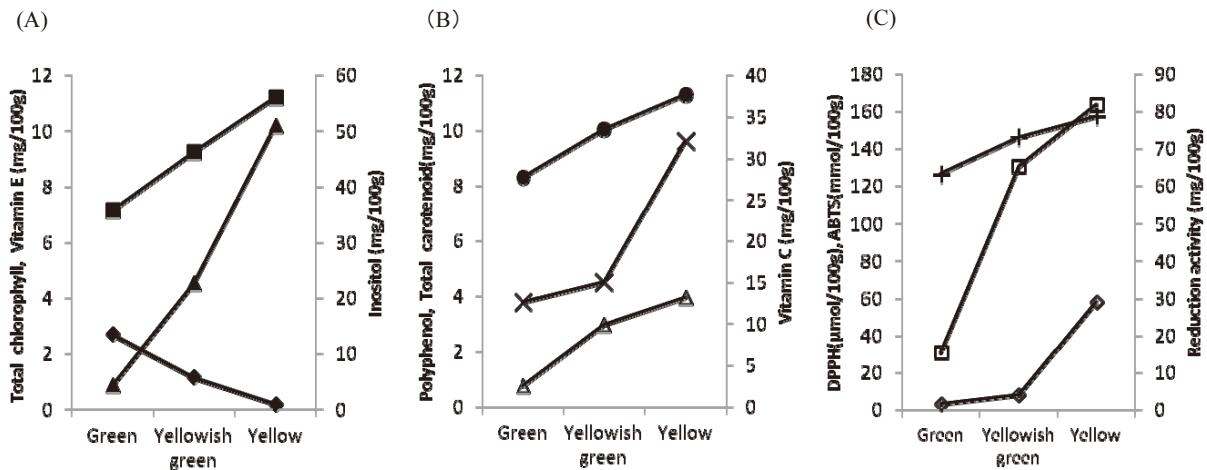 (A)
Total chlorophyll, Vitamin E (mg/100g)
12
10
8
6
4
2
0
60
50
40
30
20
10
0
Inositol (mg/100g)
Green
Yellowish
green
Yellow
(B)
Polyphenol, Total carotenoid(mg/100g)
12
10
8
6
4
2
0
40
35
30
25
20
15
10
5
0
Vitamin C (mg/100g)
Green
Yellowish
green
Yellow
(C)
DPPH(μmol/100g), ABTS(mmol/100g)
180
160
140
120
100
80
60
40
20
0
90
80
70
60
50
40
30
20
10
0
Reduction activity (mg/100g)
Green
Yellowish
green
Yellow